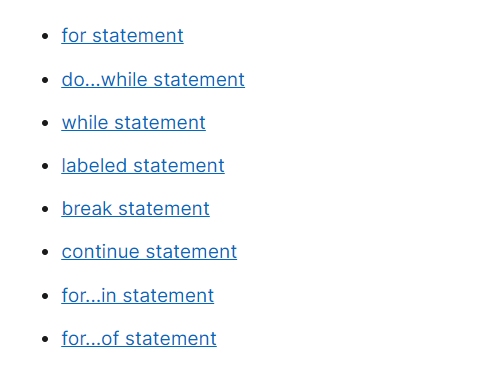 for statement
do...while statement
while statement
labeled statement
break statement
continue statement
for...in statement
for...of statement